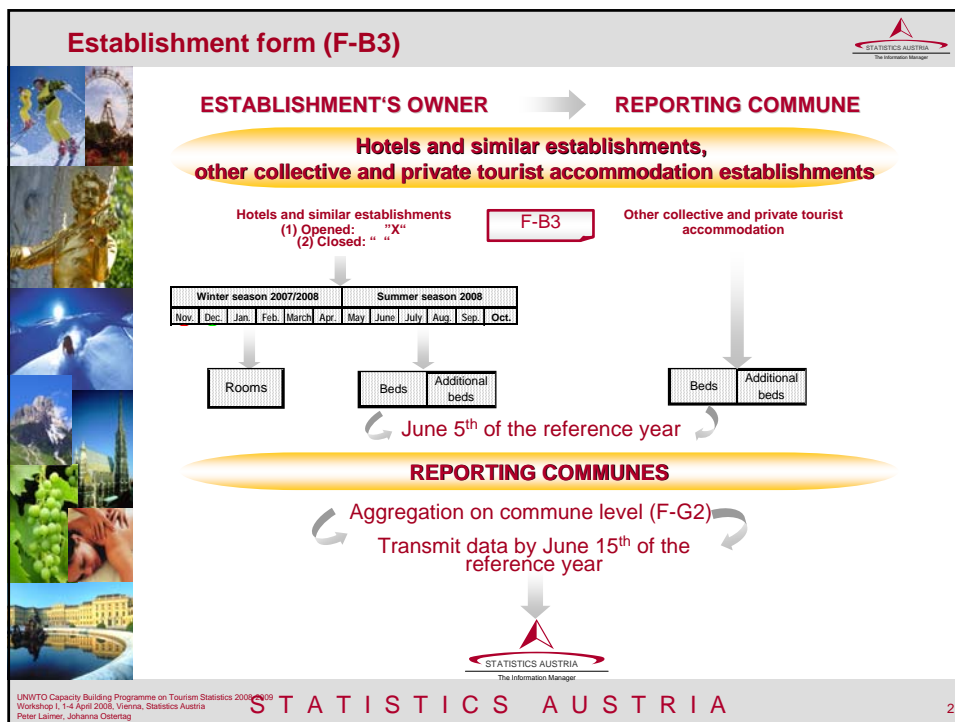 Establishment form (F-B3)
STATISTICS AUSTRIA
The Information Manager
ESTABLISHMENT‘S OWNER
REPORTING COMMUNE
Hotels and similar establishments,
other collective and private tourist accommodation establishments
Hotels and similar establishments
(1) Opened: ”X“
(2) Closed: “ “
F-B3
Other collective and private tourist
accommodation
Winter season 2007/2008 Summer season 2008
Nov. Dec. Jan. Feb. March Apr. May June July Aug. Sep. Oct.
Rooms
Beds
Additional
beds
Beds
Additional
beds
June 5th of the reference year
REPORTING COMMUNES
Aggregation on commune level (F-G2)
Transmit data by June 15th of the
reference year
STATISTICS AUSTRIA
The Information Manager
UNWTO Capacity Building Programme on Tourism Statistics 2008-2009
Workshop I, 1-4 April 2008, Vienna, Statistics Austria
Peter Laimer, Johanna Ostertag
STATISTICS AUSTRIA
2